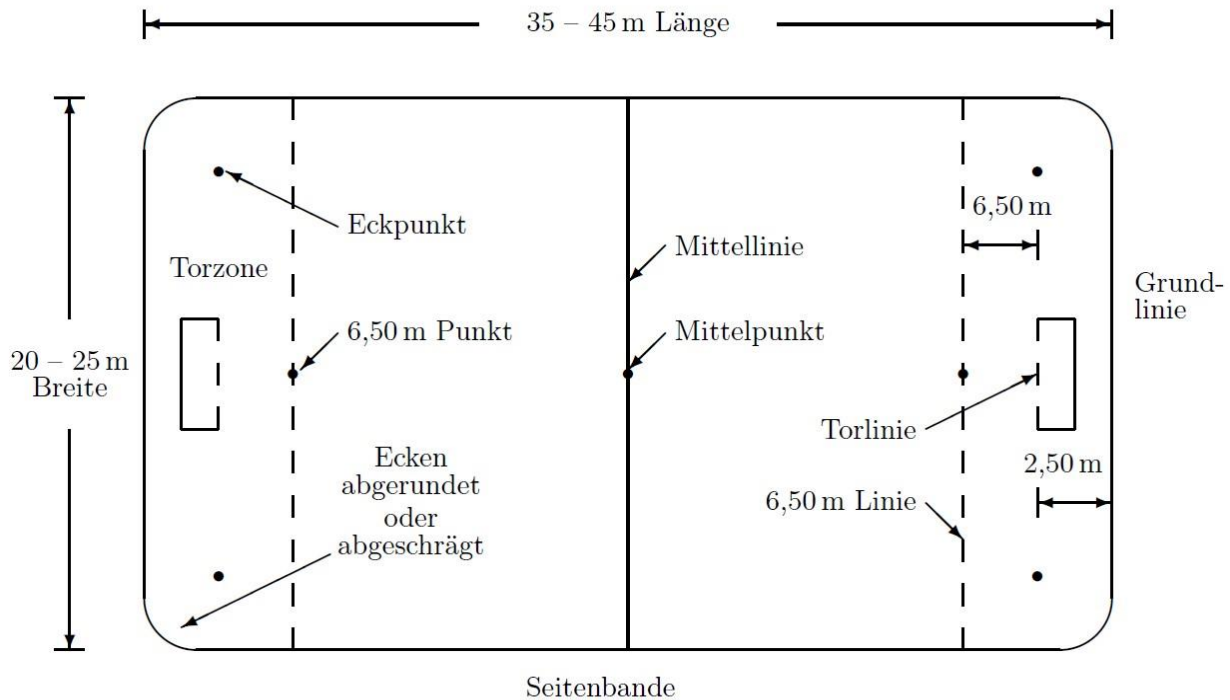 35 – 45 m Länge
Eckpunkt
6,50 m
Torzone
Mittellinie
Grund-
linie
6,50 m Punkt
Mittelpunkt
20 – 25 m
Breite
Torlinie
Ecken
abgerundet
oder
abgeschrägt
2,50 m
6,50 m Linie
Seitenbande